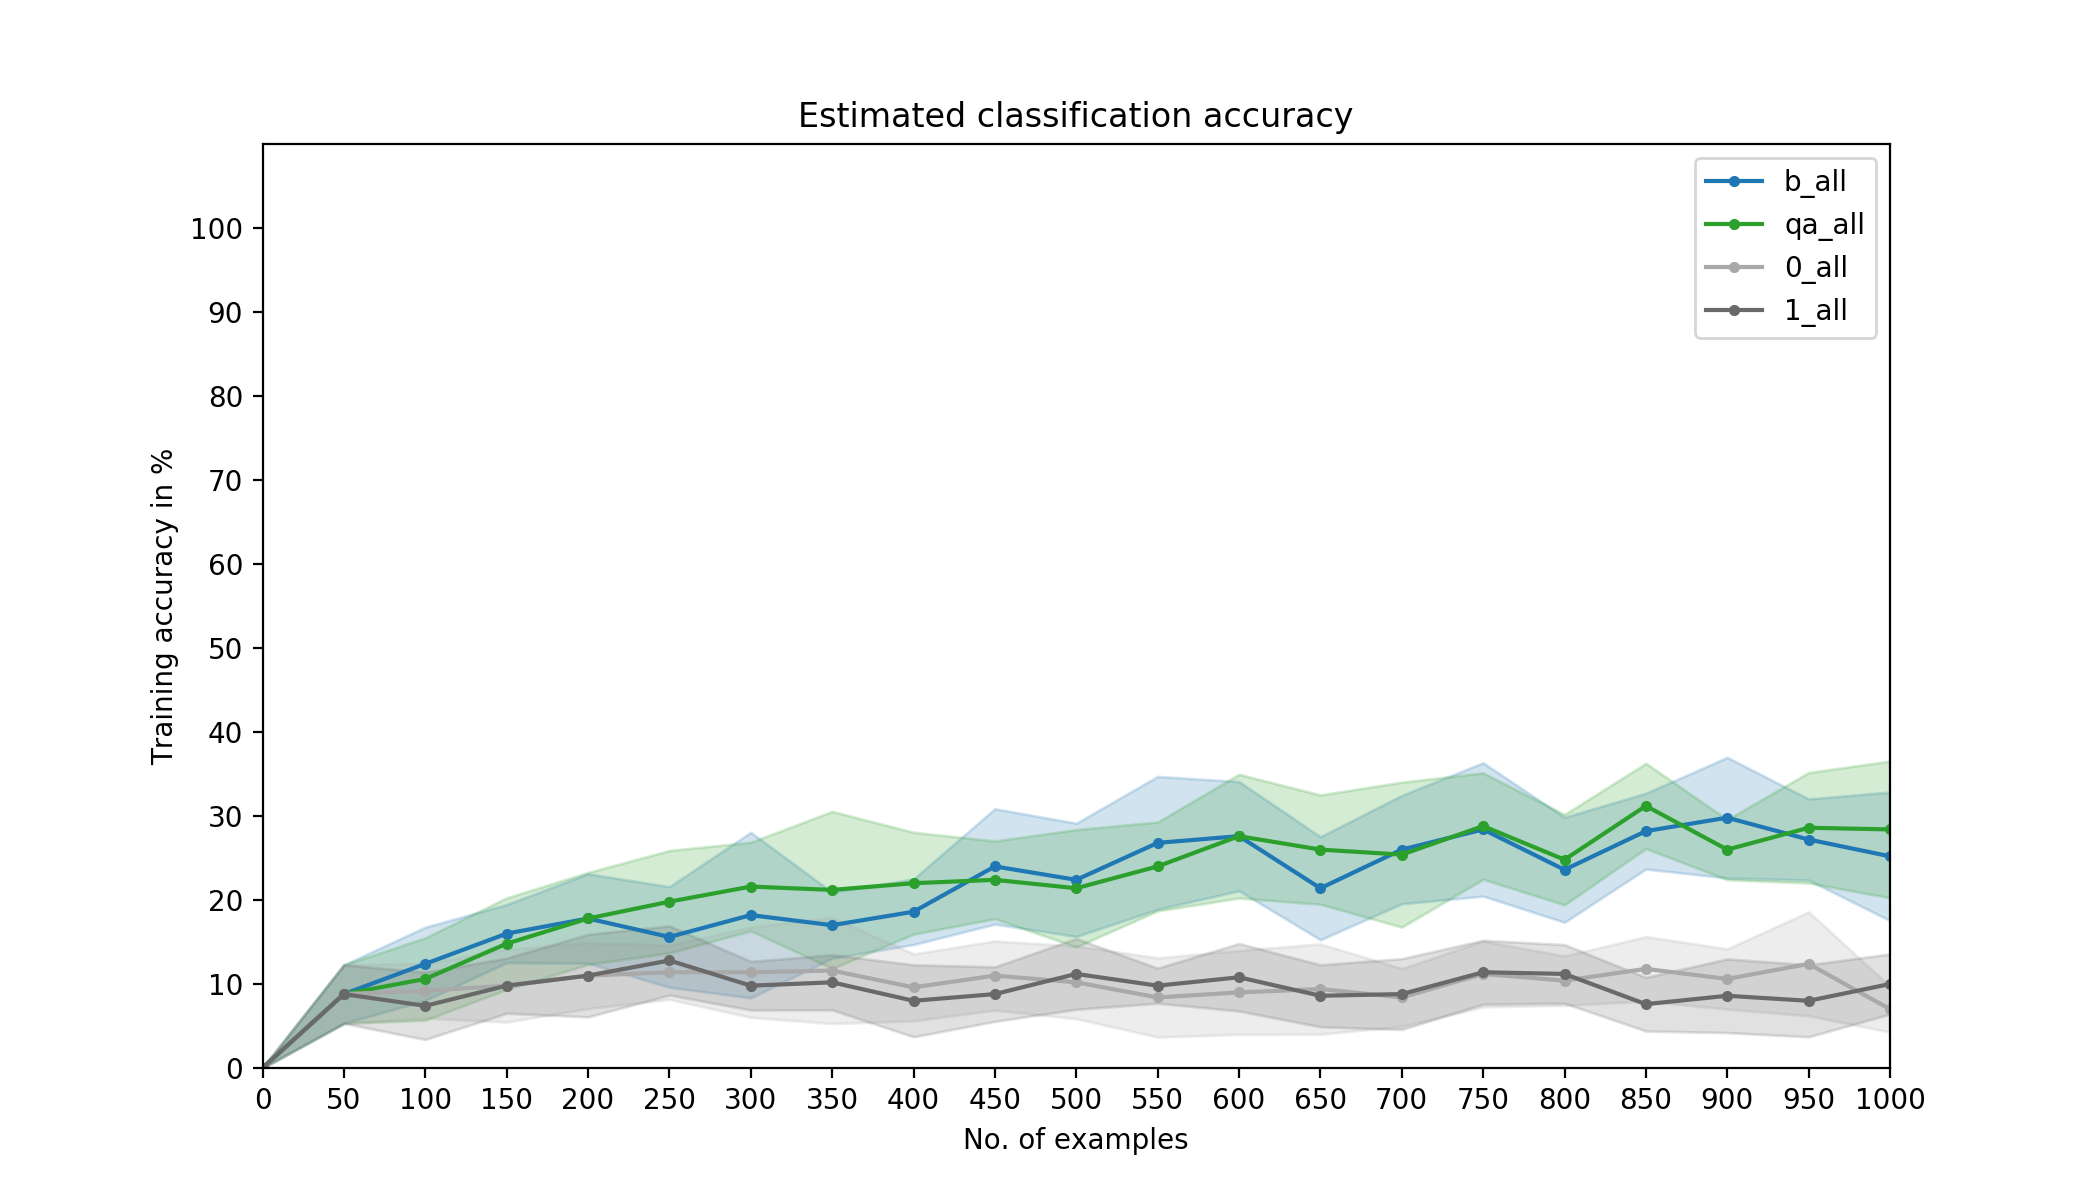 Estimated classification accuracy
b_all
qa_all
0_all
1_all
100
90
80
70
60
50
40
30
20
10
0
Training accuracy in %
0 50 100 150 200 250 300 350 400 450 500 550 600 650 700 750 800 850 900 950 1000
No. of examples